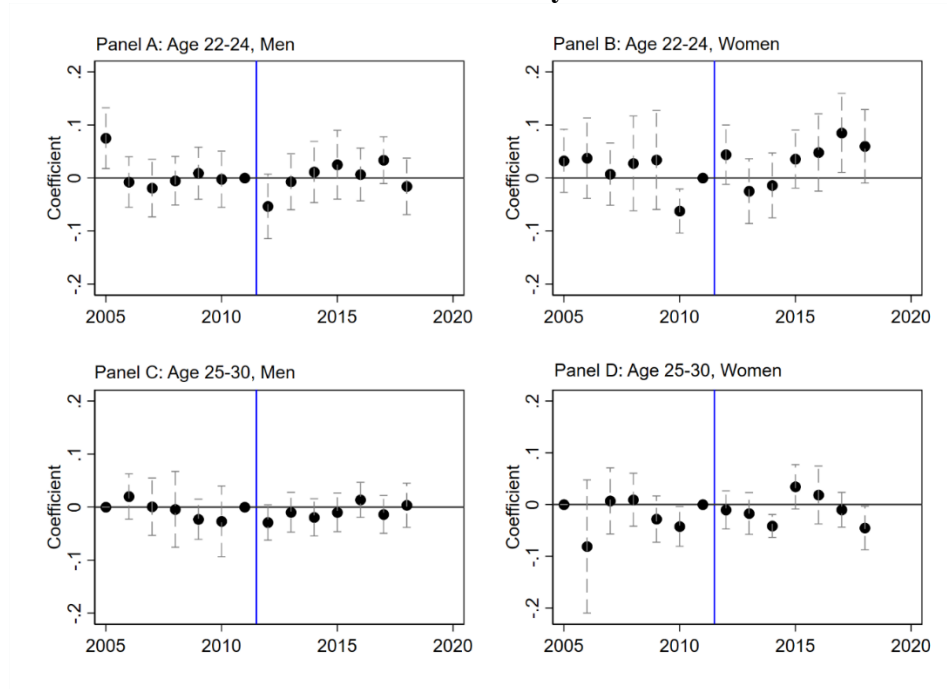 Panel A: Age 22-24, Men
Coefficient
.2
.1
0
-.1
-.2
2005 2010 2015 2020
Panel B: Age 22-24, Women
Coefficient
.2
.1
0
-.1
-.2
2005 2010 2015 2020
Panel C: Age 25-30, Men
Coefficient
.2
.1
0
-.1
-.2
2005 2010 2015 2020
Panel D: Age 25-30, Women
Coefficient
.2
.1
0
-.1
-.2
2005 2010 2015 2020